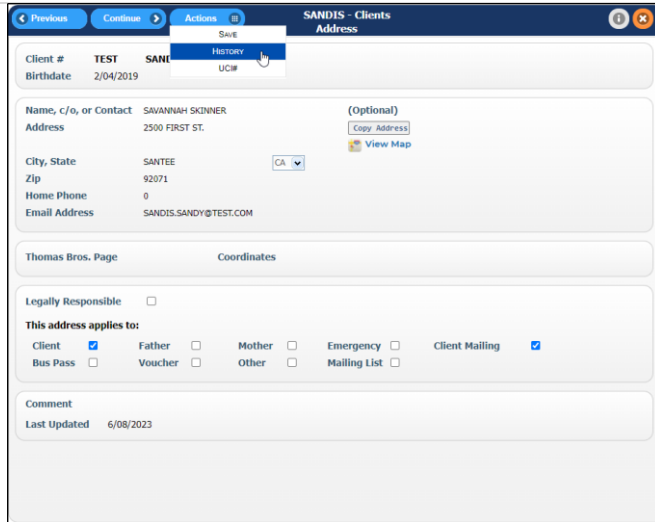 Previous Continue Actions SANDIS - Clients
Address
SAVE
HISTORY
UCI#
Client # TEST
Birthdate 2/04/2019
Name, c/o, or Contact SAVANNAH SKINNER (Optional)
Address 2500 FIRST ST. Copy Address
View Map
City, State SANTEE CA
Zip 92071
Home Phone 0
Email Address SANDIS.SANDY@TEST.COM
Thomas Bros. Page Coordinates
Legally Responsible
This address applies to:
Client Father Mother Emergency Client Mailing
Bus Pass Voucher Other Mailing List
Comment
Last Updated 6/08/2023